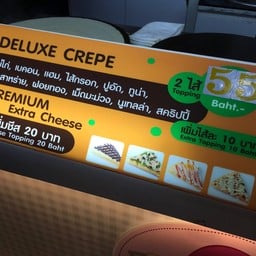 DELUXE CREPE
ไก่, เบคอน, แฮม, ไส้กรอก, ปูอัด, ทูน่า,
สาหร่าย, ฝอยทอง, เม็ดมะม่วง, นูเทลล่า, สคริปปี้
2 ไส้
Topping
55
Baht.-
PREMIUM
Extra Cheese
เพิ่มชีส 20 บาท
Topping 20 Baht
เพิ่มไส้ละ 10 บาท
Extra Topping 10 Baht